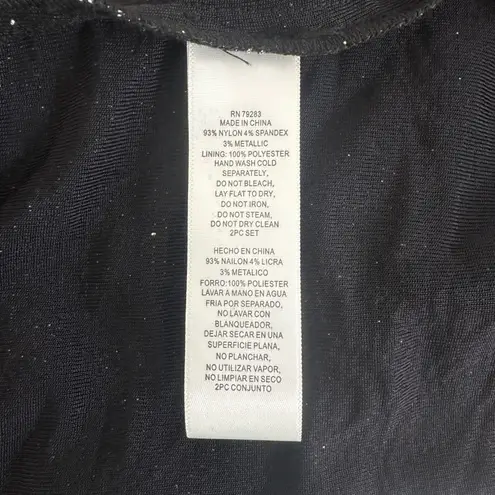 RN 79283
MADE IN CHINA
93% NYLON 4% SPANDEX
3% METALLIC
LINING: 100% POLYESTER
HAND WASH COLD
SEPARATELY,
DO NOT BLEACH,
LAY FLAT TO DRY,
DO NOT IRON,
DO NOT STEAM,
DO NOT DRY CLEAN
2PC SET
HECHO EN CHINA
93% NAILON 4% LICRA
3% METALICO
FORRO:100% POLIESTER
LAVAR A MANO EN AGUA
FRIA POR SEPARADO,
NO LAVAR CON
BLANQUEADOR,
DEJAR SECAR EN UNA
SUPERFICIE PLANA,
NO PLANCHAR,
NO UTILIZAR VAPOR,
NO LIMPIAR EN SECO
2PC CONJUNTO